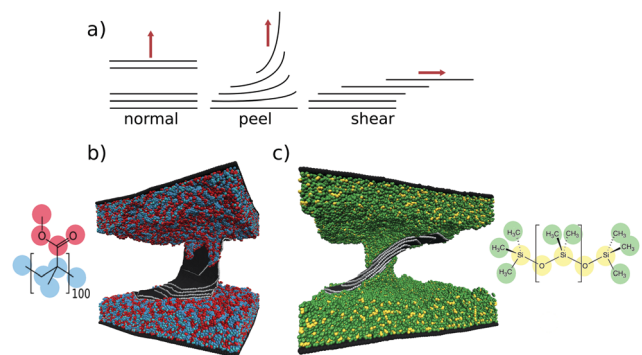 a)
normal
peel
shear
b)
c)
O
O
O
100
H₃C
CH₃
H₃C
CH₃
H₃C
CH₃
Si
Si
Si
O
O
H₃C
CH₃